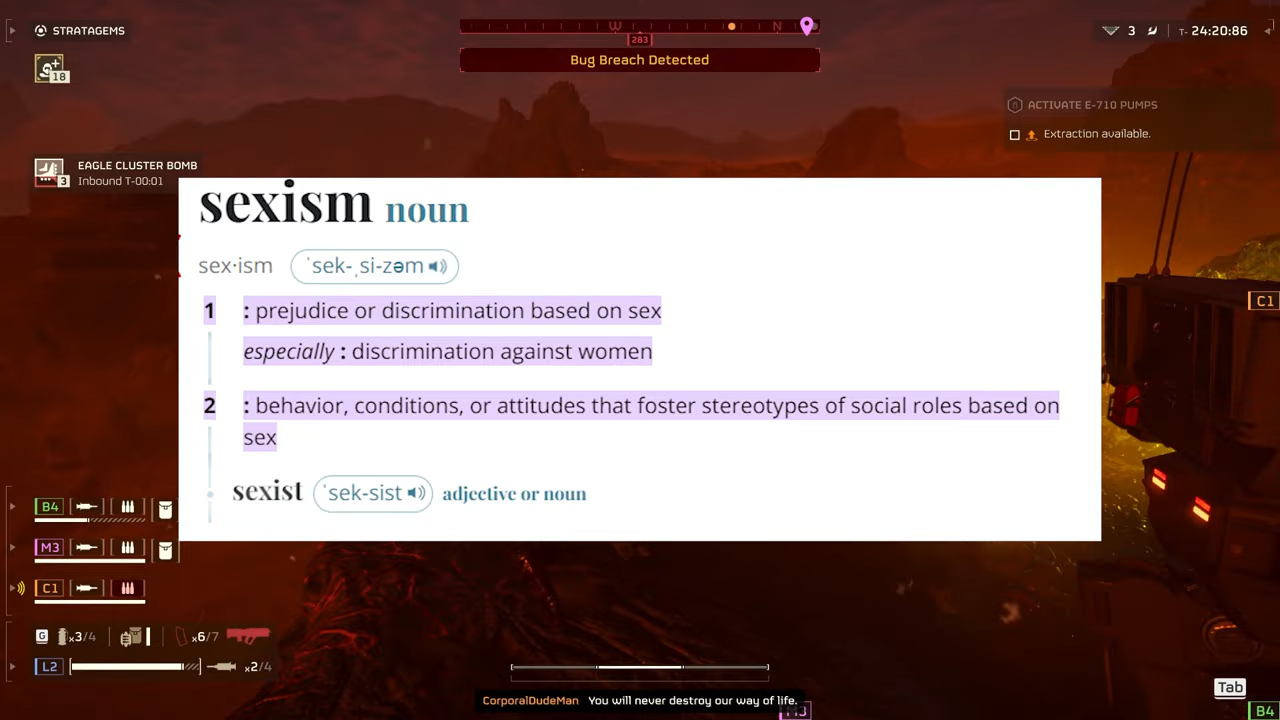 STRATAGEMS
W
N
283
Bug Breach Detected
3
T- 24:20:86
18
ACTIVATE E-710 PUMPS
Extraction available.
EAGLE CLUSTER BOMB
Inbound T-00:01
3
sexism noun
sex·ism ˈsek-ˌsi-zəm
1 : prejudice or discrimination based on sex
especially : discrimination against women
2 : behavior, conditions, or attitudes that foster stereotypes of social roles based on
sex
sexist ˈsek-sist adjective or noun
C1
B4
M3
C1
G x3/4 x6/7
L2 x2/4
CorporalDudeMan You will never destroy our way of life.
M3
Tab
B4